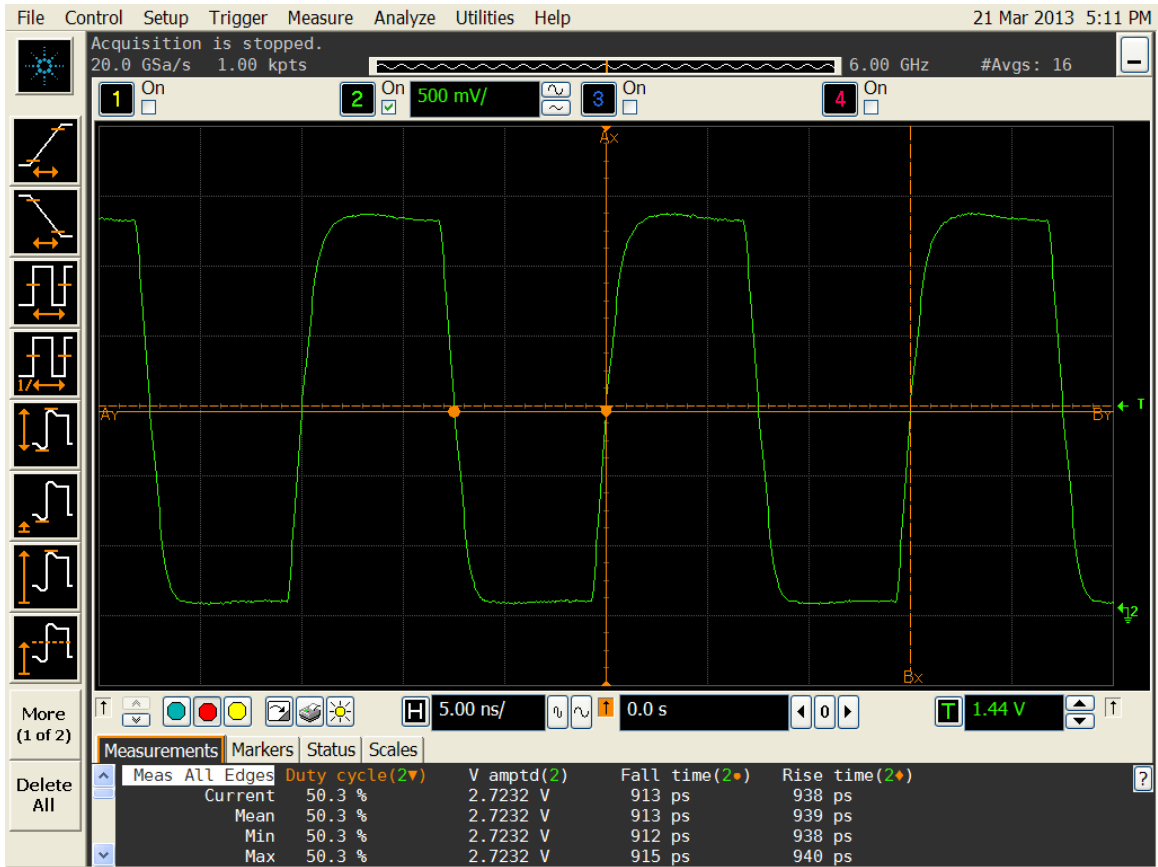 File Control Setup Trigger Measure Analyze Utilities Help 21 Mar 2013 5:11 PM
Acquisition is stopped.
20.0 GSa/s 1.00 kpts 6.00 GHz #Avgs: 16
1 On 2 On 500 mV/ 3 On 4 On
Ax
Ay By T
2
Bx
More
(1 of 2)
Delete
All
H 5.00 ns/ 0.0 s 0 T 1.44 V
Measurements Markers Status Scales
Meas All Edges Duty cycle(2▼) V amptd(2) Fall time(2●) Rise time(2♦) ?
Current 50.3 % 2.7232 V 913 ps 938 ps
Mean 50.3 % 2.7232 V 913 ps 939 ps
Min 50.3 % 2.7232 V 912 ps 938 ps
Max 50.3 % 2.7232 V 915 ps 940 ps
1/